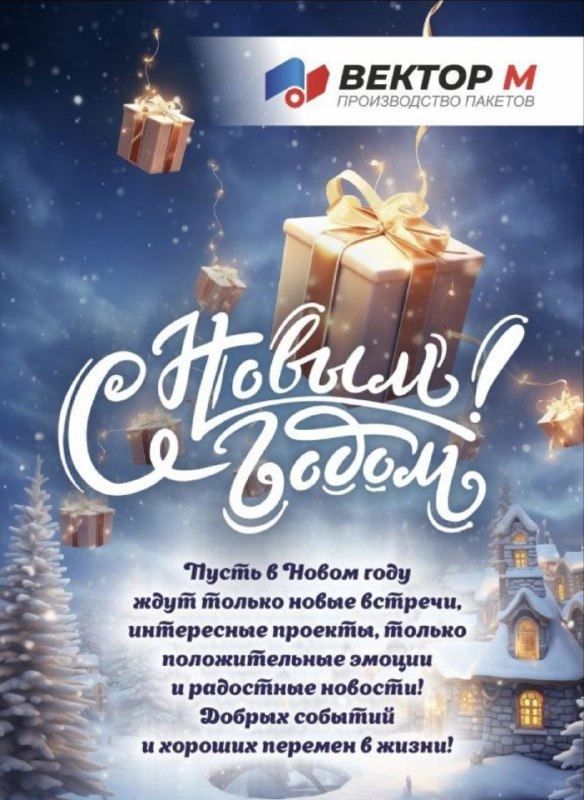 ВЕКТОР М
ПРОИЗВОДСТВО ПАКЕТОВ
С Новым!
Годом
Пусть в Новом году
ждут только новые встречи,
интересные проекты, только
положительные эмоции
и радостные новости!
Добрых событий
и хороших перемен в жизни!